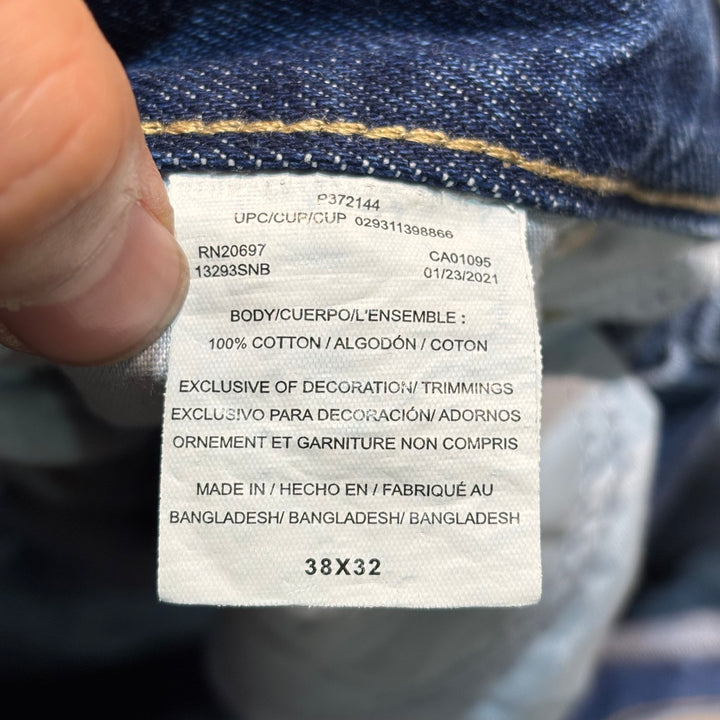 P372144
UPC/CUP/CUP 029311398866
RN20697 CA01095
13293SNB 01/23/2021
BODY/CUERPO/L'ENSEMBLE :
100% COTTON / ALGODÓN / COTON
EXCLUSIVE OF DECORATION/ TRIMMINGS
EXCLUSIVO PARA DECORACIÓN/ ADORNOS
ORNEMENT ET GARNITURE NON COMPRIS
MADE IN / HECHO EN / FABRIQUÉ AU
BANGLADESH/ BANGLADESH/ BANGLADESH
38X32